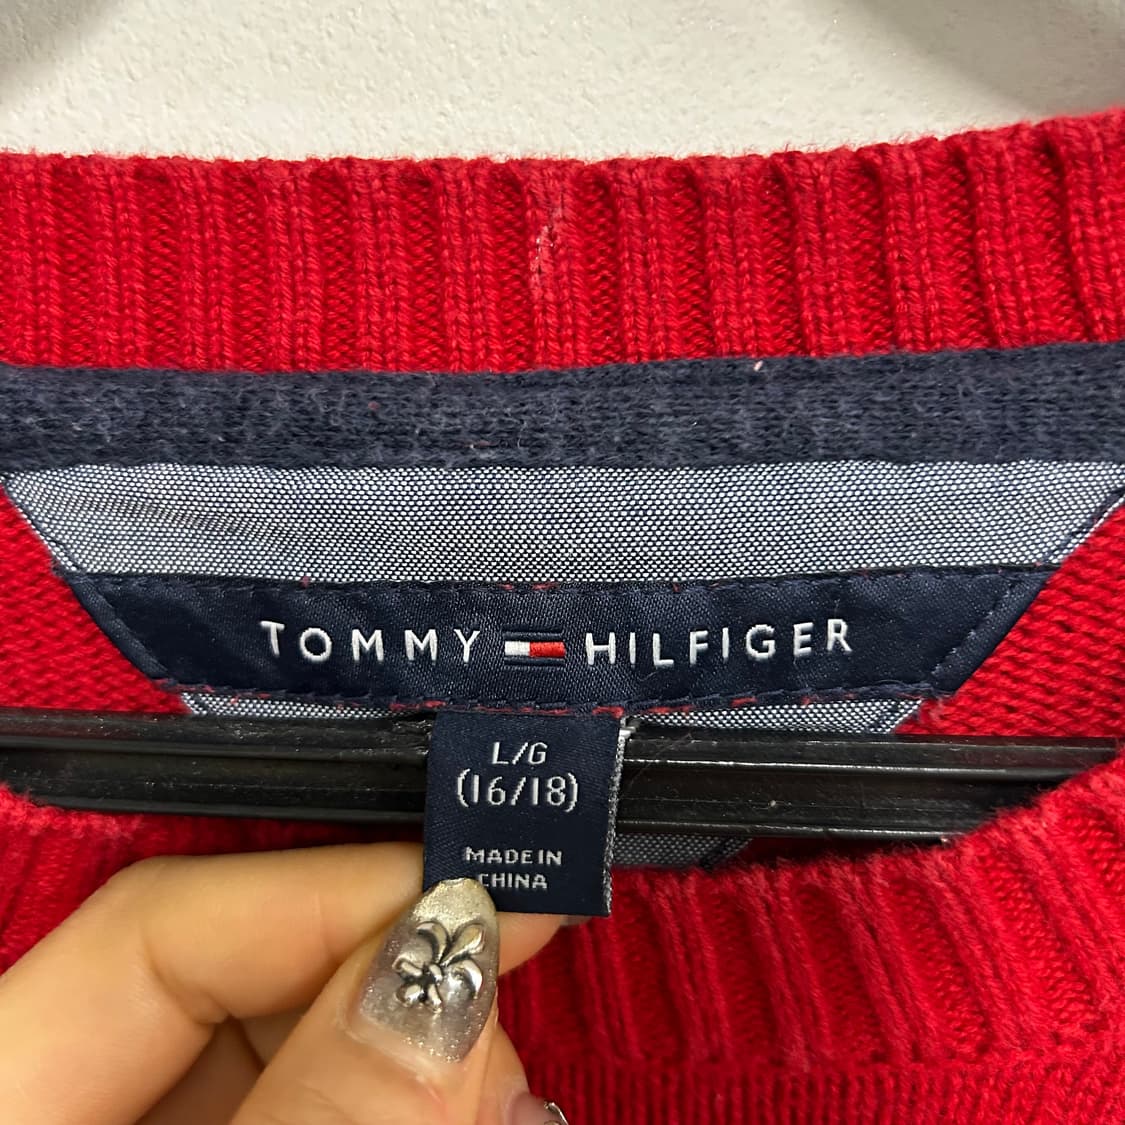 TOMMY HILFIGER
L/G
(16/18)
MADE IN
CHINA